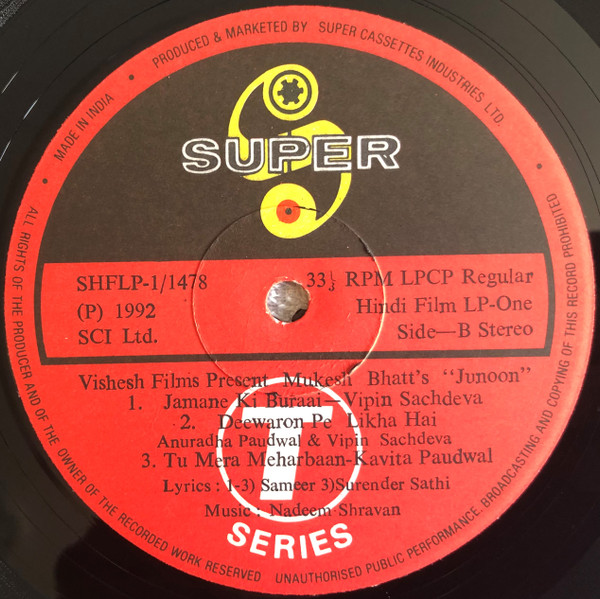 MADE IN INDIA • PRODUCED & MARKETED BY SUPER CASSETTES INDUSTRIES LTD. •
SUPER
SHFLP-1/1478
33 1/3 RPM LPCP Regular
(P) 1992
Hindi Film LP-One
SCI Ltd.
Side—B Stereo
Vishesh Films Present Mukesh Bhatt's "Junoon"
1. Jamane Ki Buraai—Vipin Sachdeva
2. Deewaron Pe Likha Hai
Anuradha Paudwal & Vipin Sachdeva
3. Tu Mera Meharbaan-Kavita Paudwal
Lyrics : 1-3) Sameer 3)Surender Sathi
Music : Nadeem Shravan
T
SERIES
• ALL RIGHTS OF THE PRODUCER AND OF THE OWNER OF THE RECORDED WORK RESERVED UNAUTHORISED PUBLIC PERFORMANCE, BROADCASTING AND COPYING OF THIS RECORD PROHIBITED •